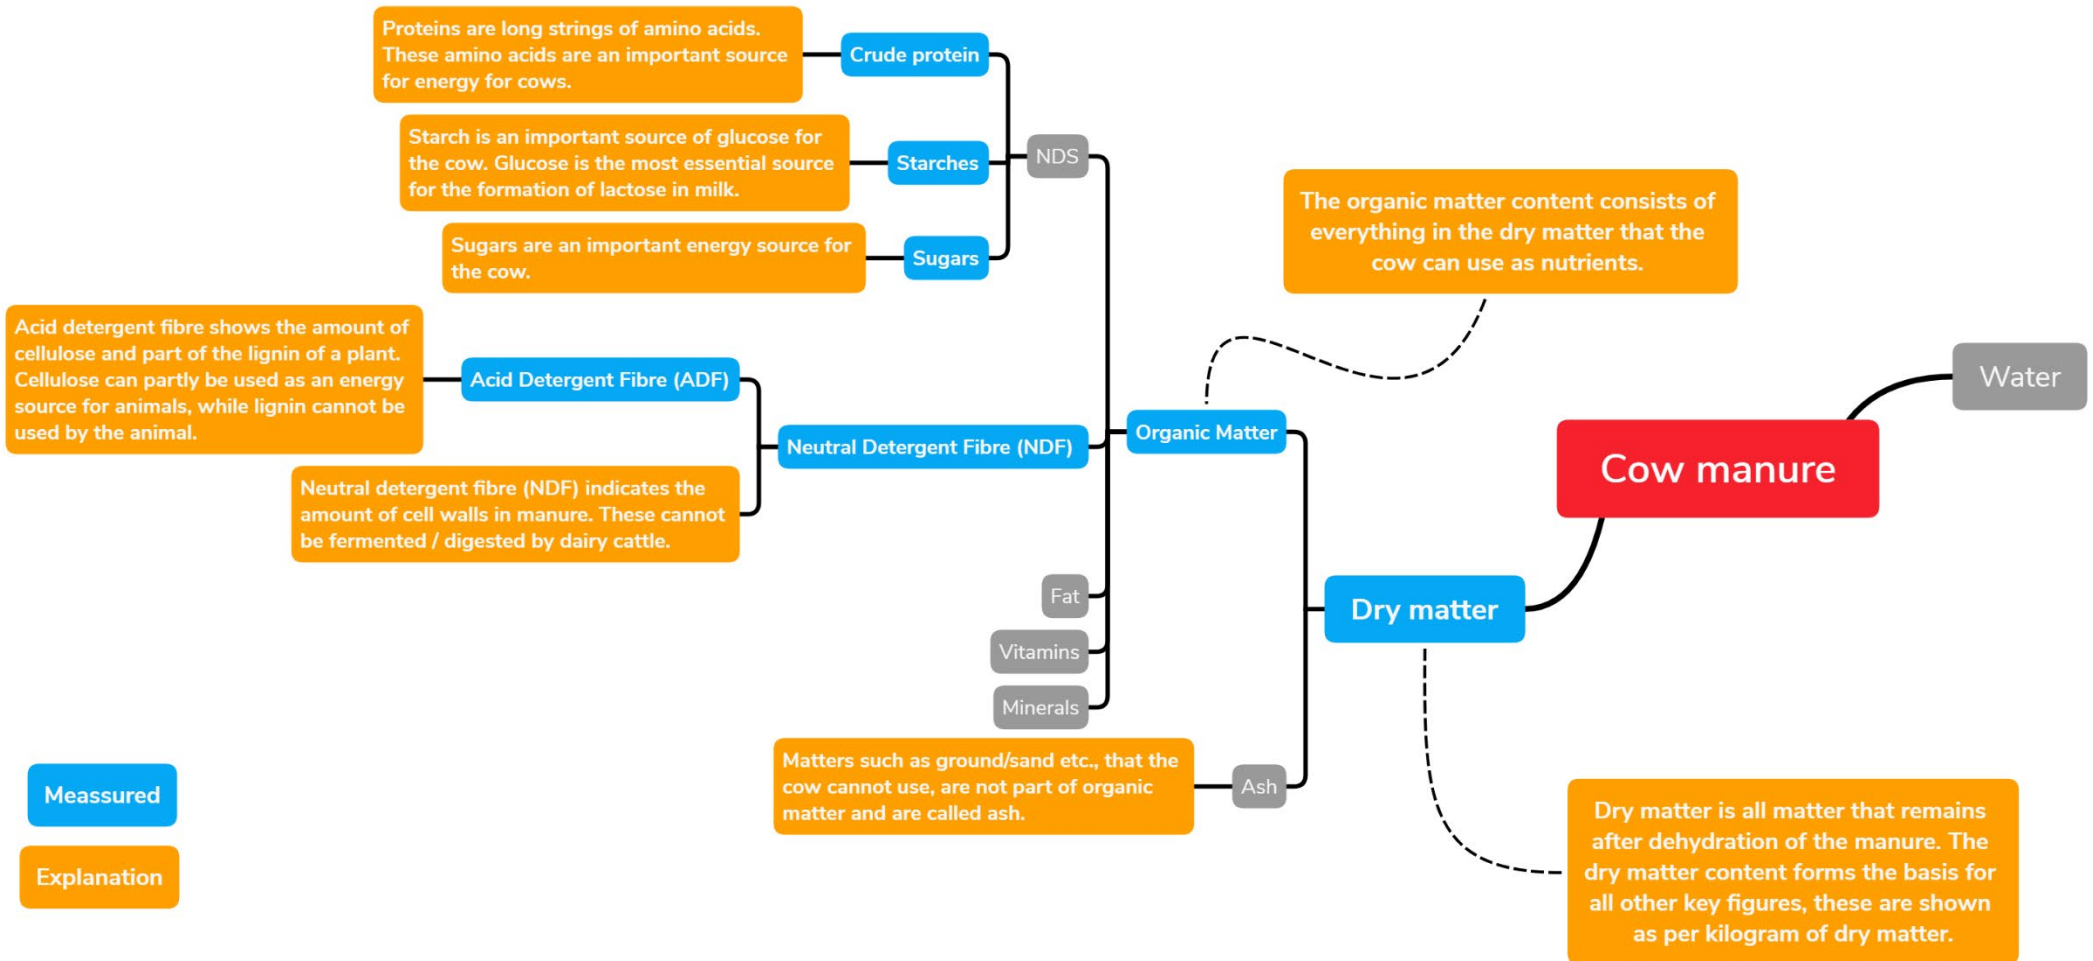 Proteins are long strings of amino acids.
These amino acids are an important source
for energy for cows.
Crude protein
Starch is an important source of glucose for
the cow. Glucose is the most essential source
for the formation of lactose in milk.
Starches
NDS
Sugars are an important energy source for
the cow.
Sugars
The organic matter content consists of
everything in the dry matter that the
cow can use as nutrients.
Acid detergent fibre shows the amount of
cellulose and part of the lignin of a plant.
Cellulose can partly be used as an energy
source for animals, while lignin cannot be
used by the animal.
Acid Detergent Fibre (ADF)
Neutral Detergent Fibre (NDF)
Organic Matter
Water
Cow manure
Neutral detergent fibre (NDF) indicates the
amount of cell walls in manure. These cannot
be fermented / digested by dairy cattle.
Fat
Vitamins
Minerals
Dry matter
Matters such as ground/sand etc., that the
cow cannot use, are not part of organic
matter and are called ash.
Ash
Meassured
Explanation
Dry matter is all matter that remains
after dehydration of the manure. The
dry matter content forms the basis for
all other key figures, these are shown
as per kilogram of dry matter.